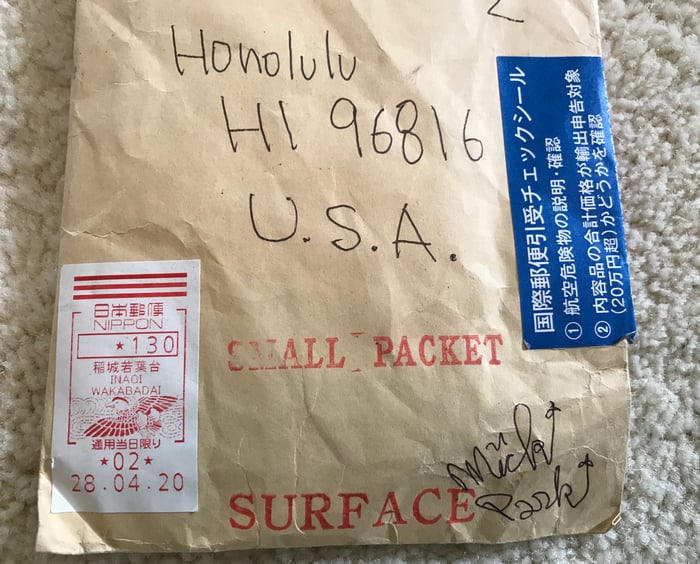 Honolulu
HI 96816
U.S.A.
国際郵便引受チェックシール
① 航空危険物の説明・確認
② 内容品の合計価格が輸出申告対象
(20万円超)かどうかを確認
日本郵便
NIPPON
★130
稲城若葉台
INAGI
WAKABADAI
通用当日限り
★02★
28.04.20
SMALL PACKET
SURFACE